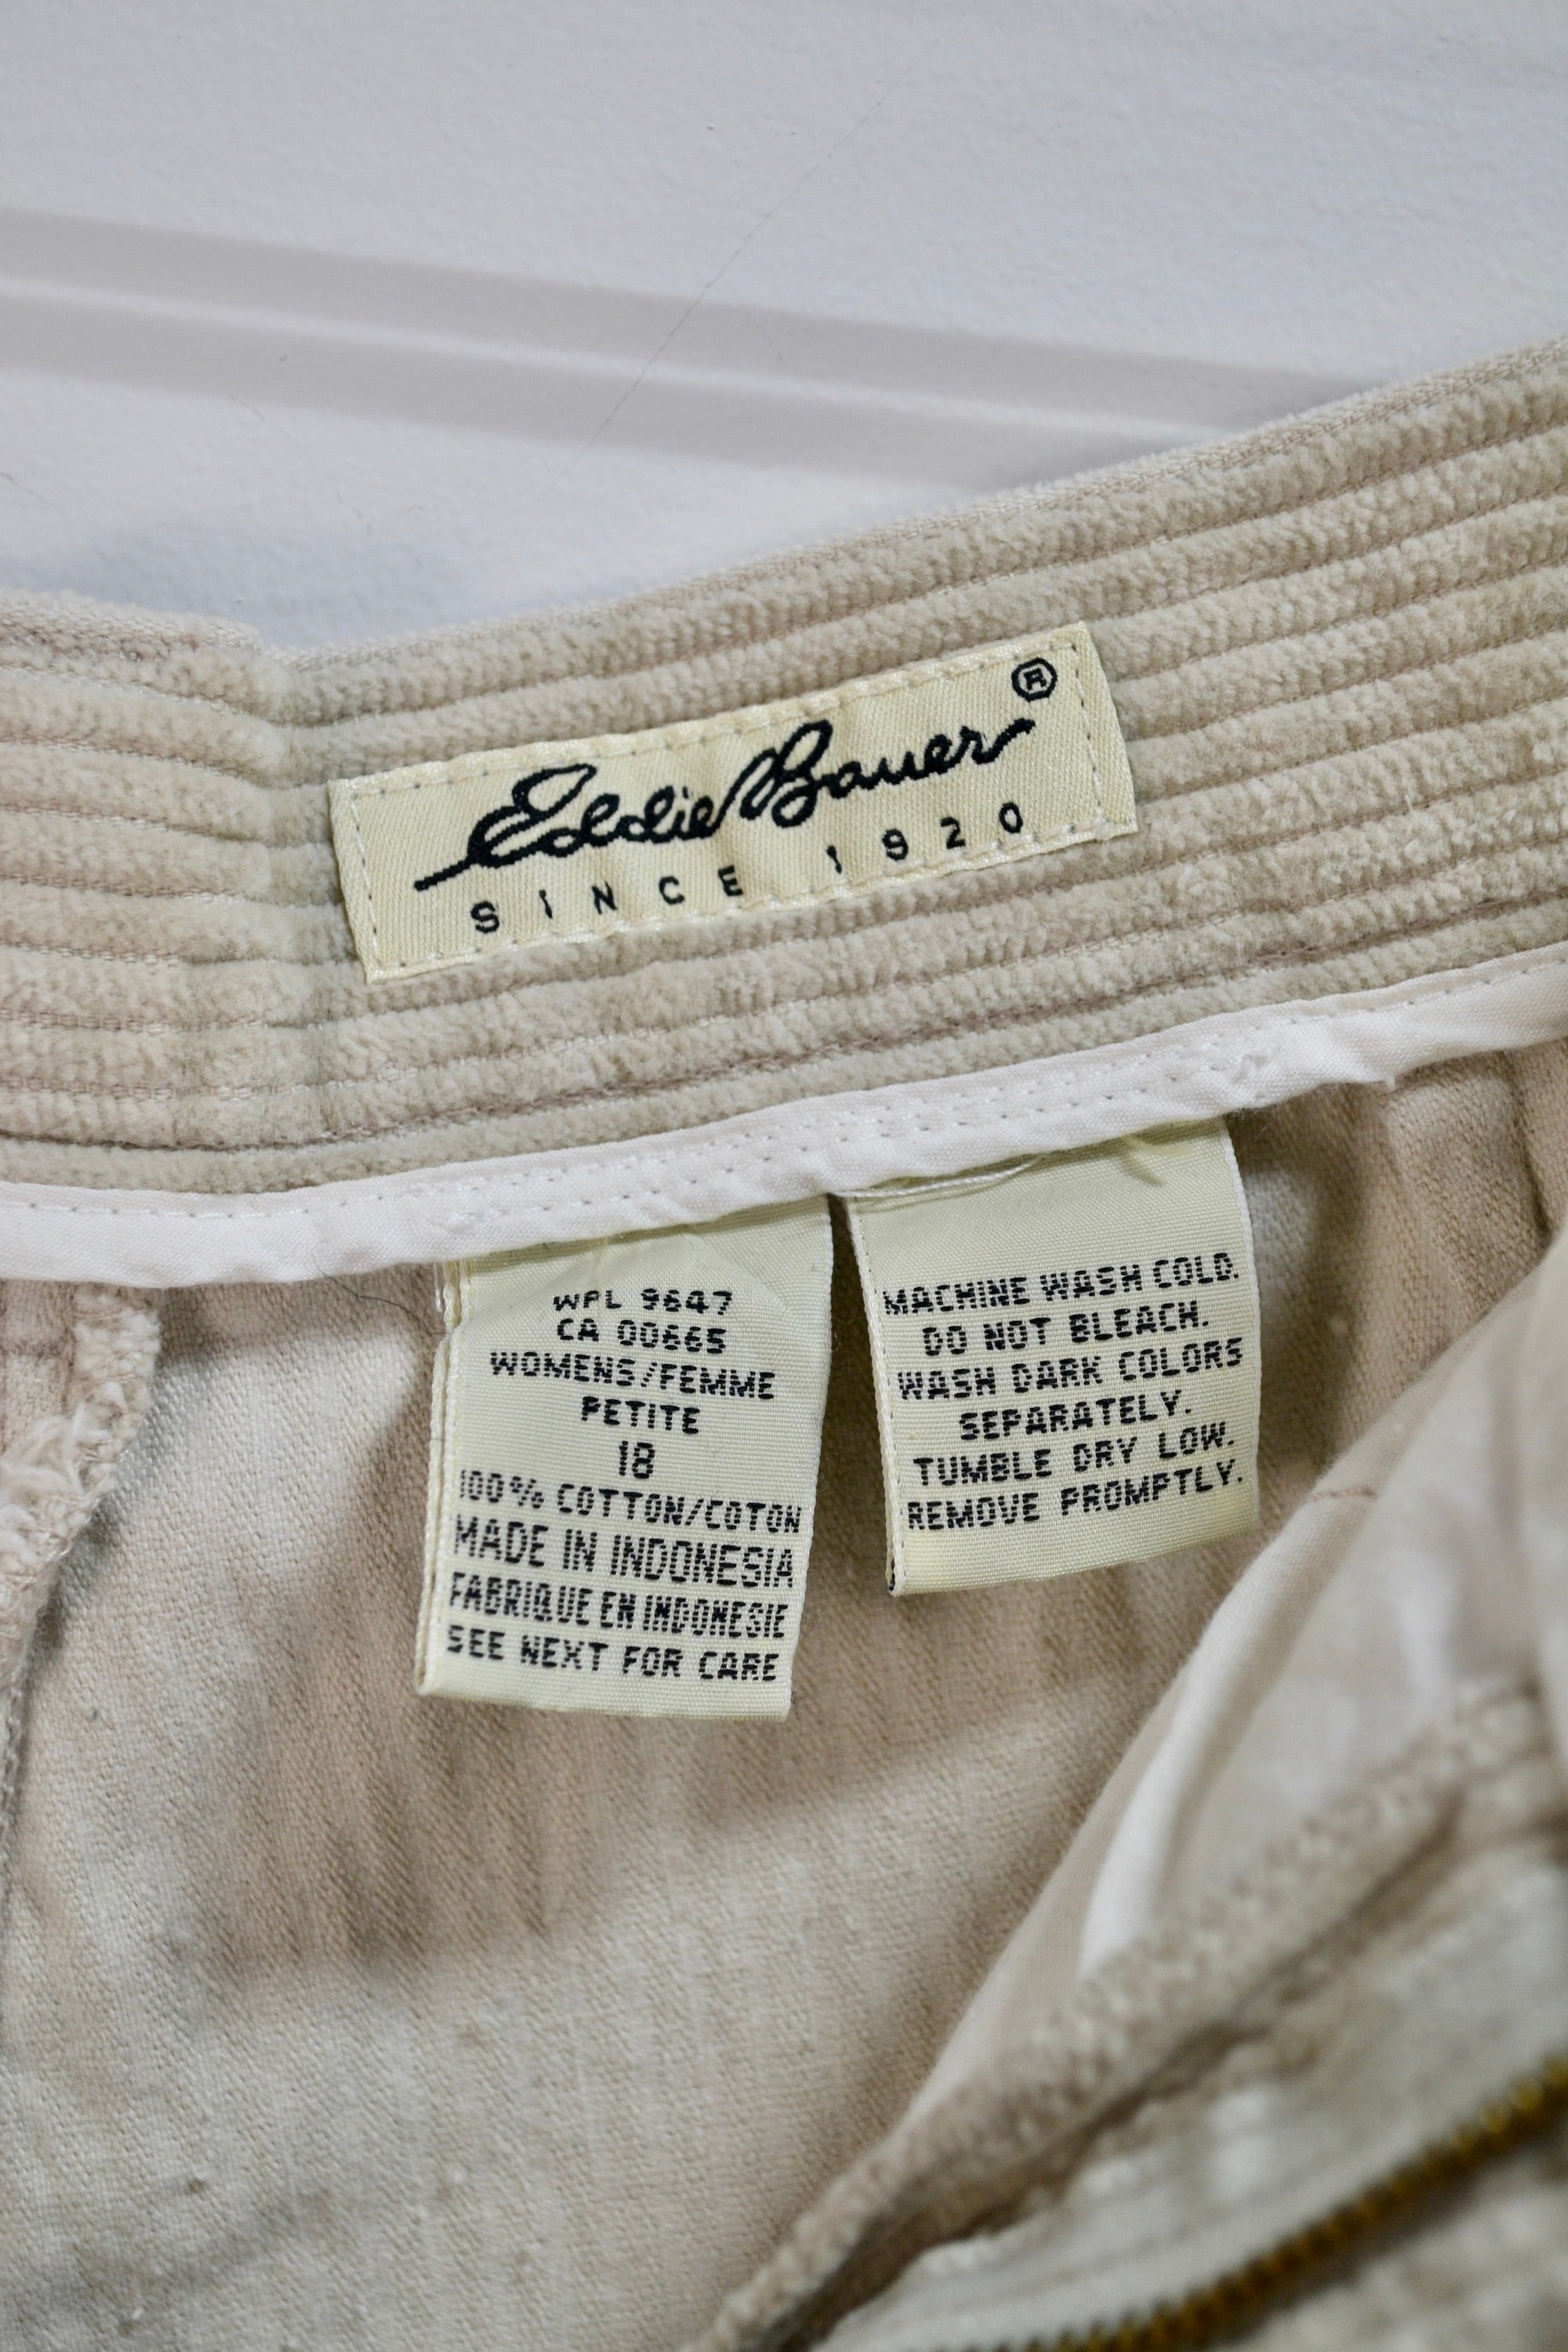 Eddie Bauer ®
SINCE 1920
WPL 9647
CA 00665
WOMENS/FEMME
PETITE
18
100% COTTON/COTON
MADE IN INDONESIA
FABRIQUE EN INDONESIE
SEE NEXT FOR CARE
MACHINE WASH COLD.
DO NOT BLEACH.
WASH DARK COLORS
SEPARATELY.
TUMBLE DRY LOW.
REMOVE PROMPTLY.